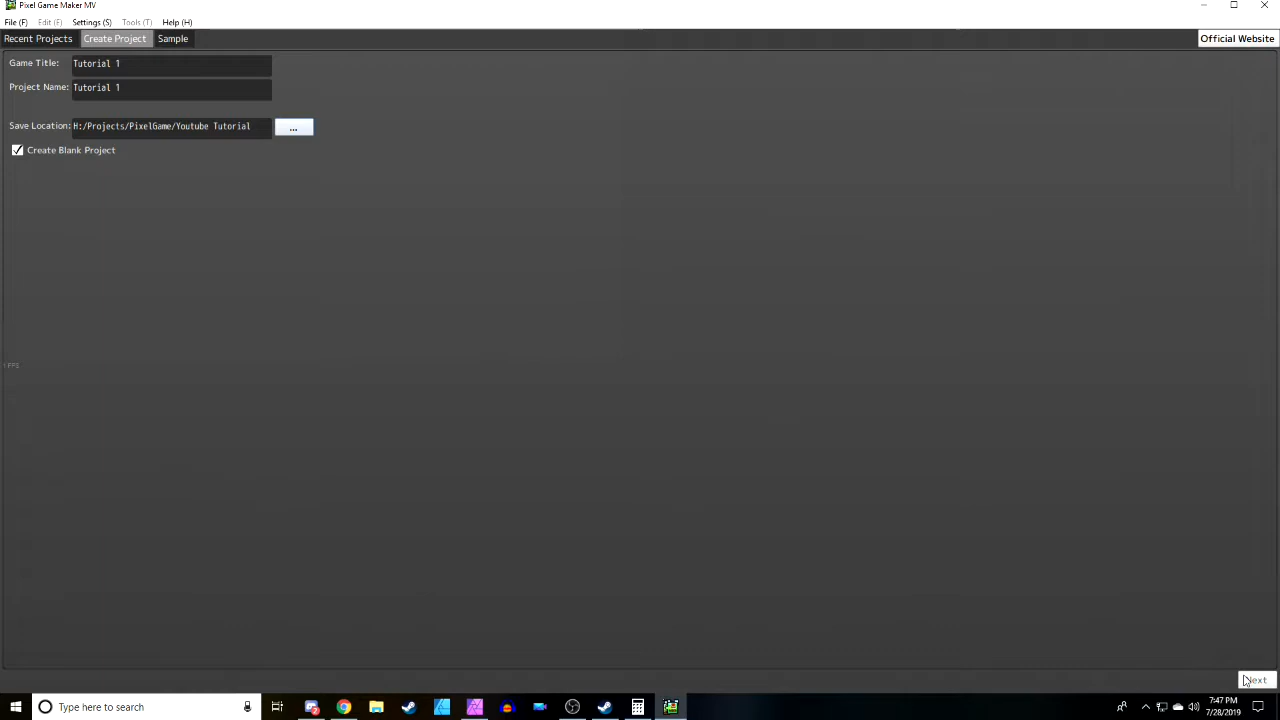 Pixel Game Maker MV
File (F) Edit (F) Settings (S) Tools (T) Help (H)
Recent Projects Create Project Sample Official Website
Game Title: Tutorial 1
Project Name: Tutorial 1
Save Location: H:/Projects/PixelGame/Youtube Tutorial ...
Create Blank Project
FPS
Type here to search
7:47 PM
7/28/2019